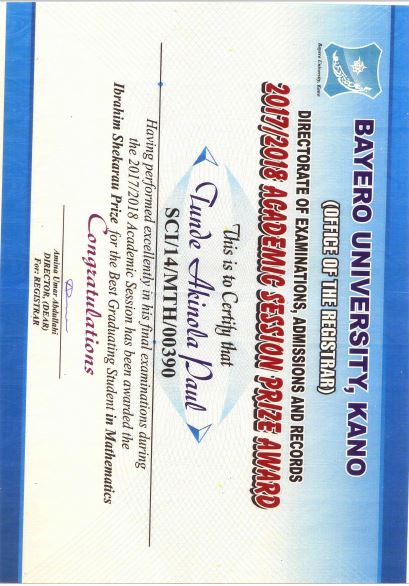 BAYERO UNIVERSITY, KANO
(OFFICE OF THE REGISTRAR)
Bayero University, Kano
DIRECTORATE OF EXAMINATIONS, ADMISSIONS AND RECORDS
2017/2018 ACADEMIC SESSION PRIZE AWARD
This is to Certify that
Tunde Akinola Paul
SCI/14/MTH/00390
Having performed excellently in his final examinations during
the 2017/2018 Academic Session has been awarded the
Ibrahim Shekarau Prize for the Best Graduating Student in Mathematics
Congratulations
Amina Umar Abdullahi
DIRECTOR, (DEAR)
For: REGISTRAR